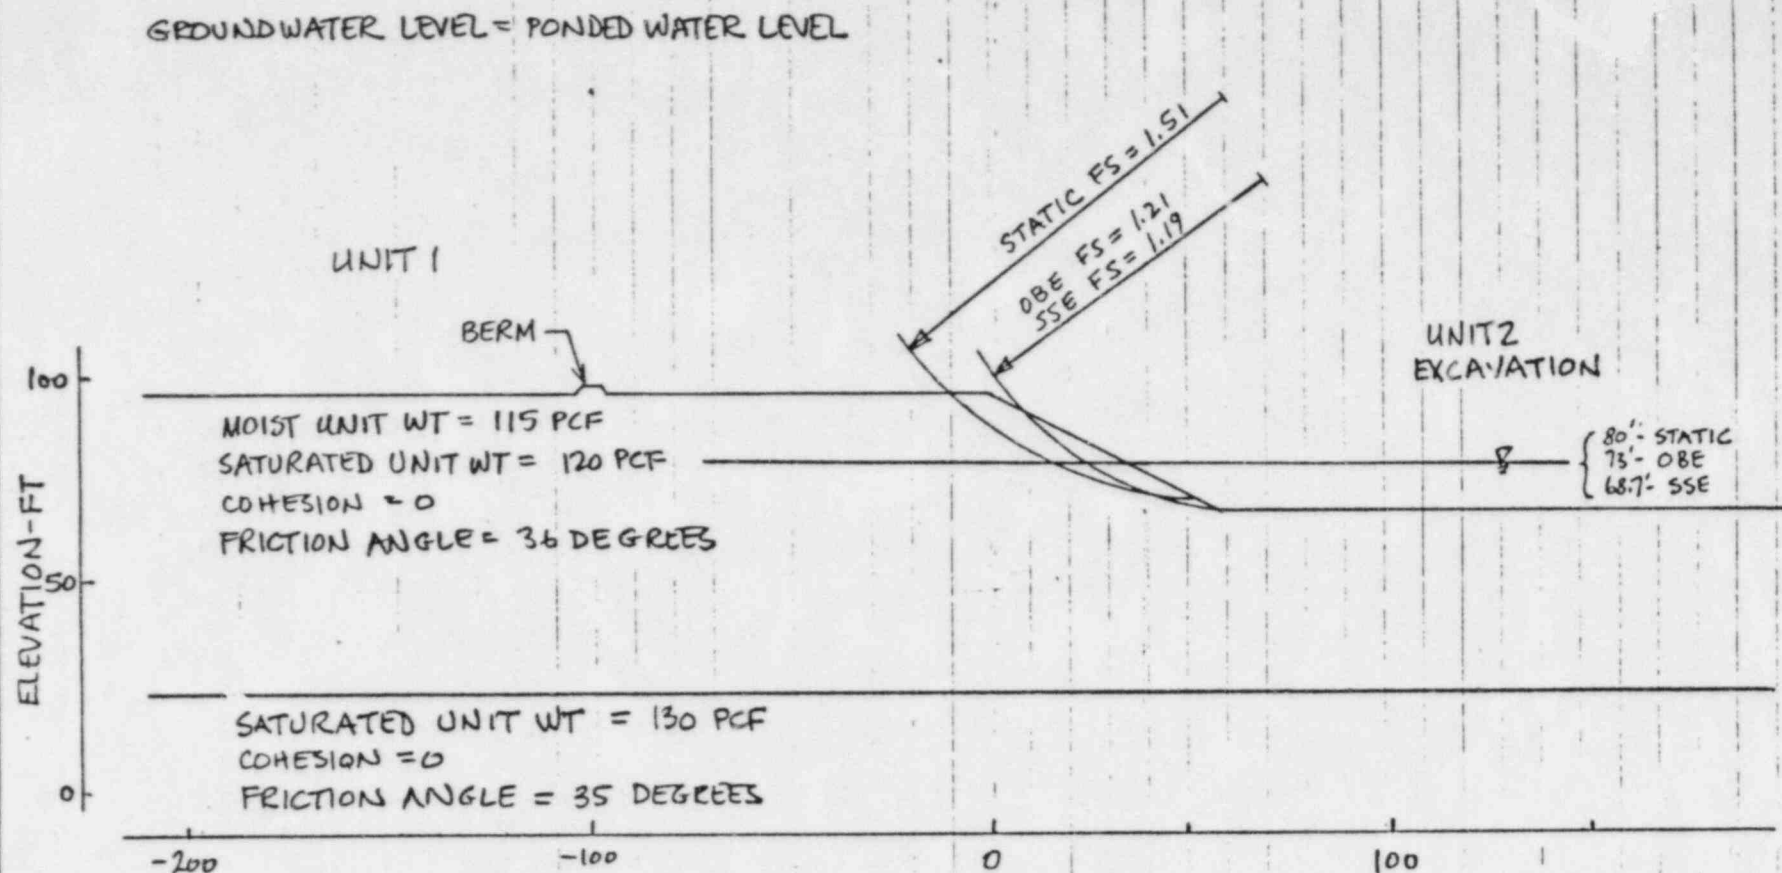 GROUNDWATER LEVEL = PONDED WATER LEVEL
STATIC FS = 1.51
OBE FS = 1.21
SSE FS = 1.19
UNIT 1
BERM
UNIT 2
EXCAVATION
100
MOIST UNIT WT = 115 PCF
SATURATED UNIT WT = 120 PCF
COHESION = 0
FRICTION ANGLE = 36 DEGREES
80'- STATIC
73'- OBE
68.7'- SSE
ELEVATION-FT
50
SATURATED UNIT WT = 130 PCF
COHESION = 0
FRICTION ANGLE = 35 DEGREES
0
-200 -100 0 100